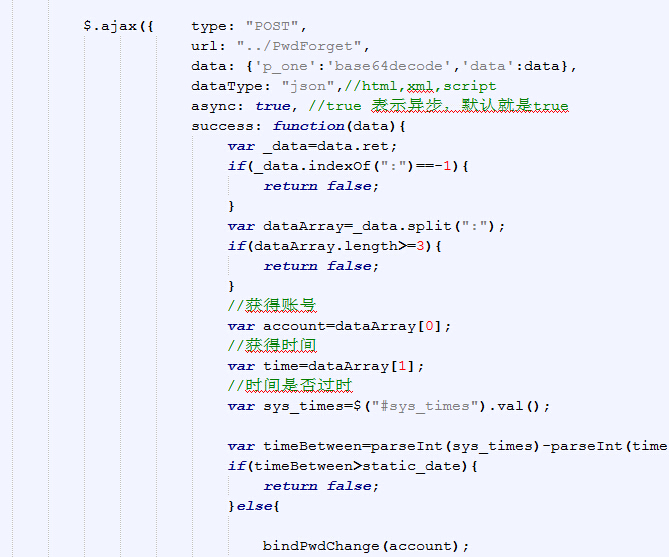 $.ajax({    type: "POST",
url: "../PwdForget",
data: {'p_one':'base64decode','data':data},
dataType: "json",//html,xml,script
async: true, //true 表示异步，默认就是true
success: function(data){
var _data=data.ret;
if(_data.indexOf(":")==-1){
return false;
}
var dataArray=_data.split(":");
if(dataArray.length>=3){
return false;
}
//获得账号
var account=dataArray[0];
//获得时间
var time=dataArray[1];
//时间是否过时
var sys_times=$("#sys_times").val();
var timeBetween=parseInt(sys_times)-parseInt(time
if(timeBetween>static_date){
return false;
}else{
bindPwdChange(account);